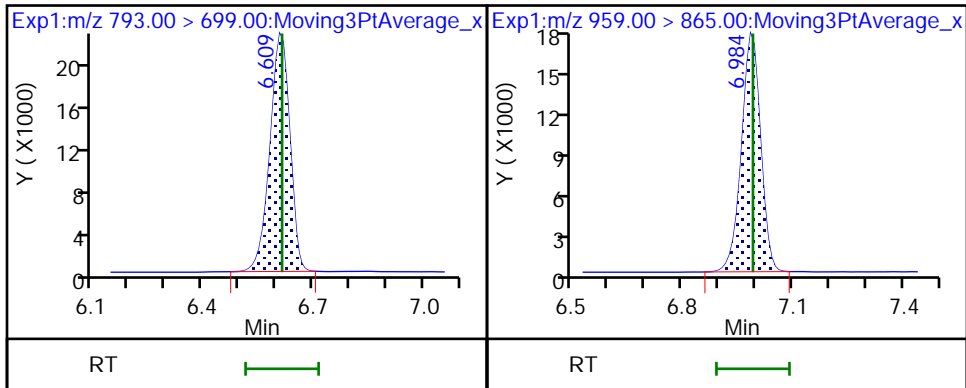 Exp1:m/z 793.00 > 699.00:Moving3PtAverage_x
6.609
Y ( X1000)
20
16
12
8
4
0
6.1 6.4 6.7 7.0
Min
RT
Exp1:m/z 959.00 > 865.00:Moving3PtAverage_x
6.984
Y ( X1000)
18
15
12
9
6
3
0
6.5 6.8 7.1 7.4
Min
RT